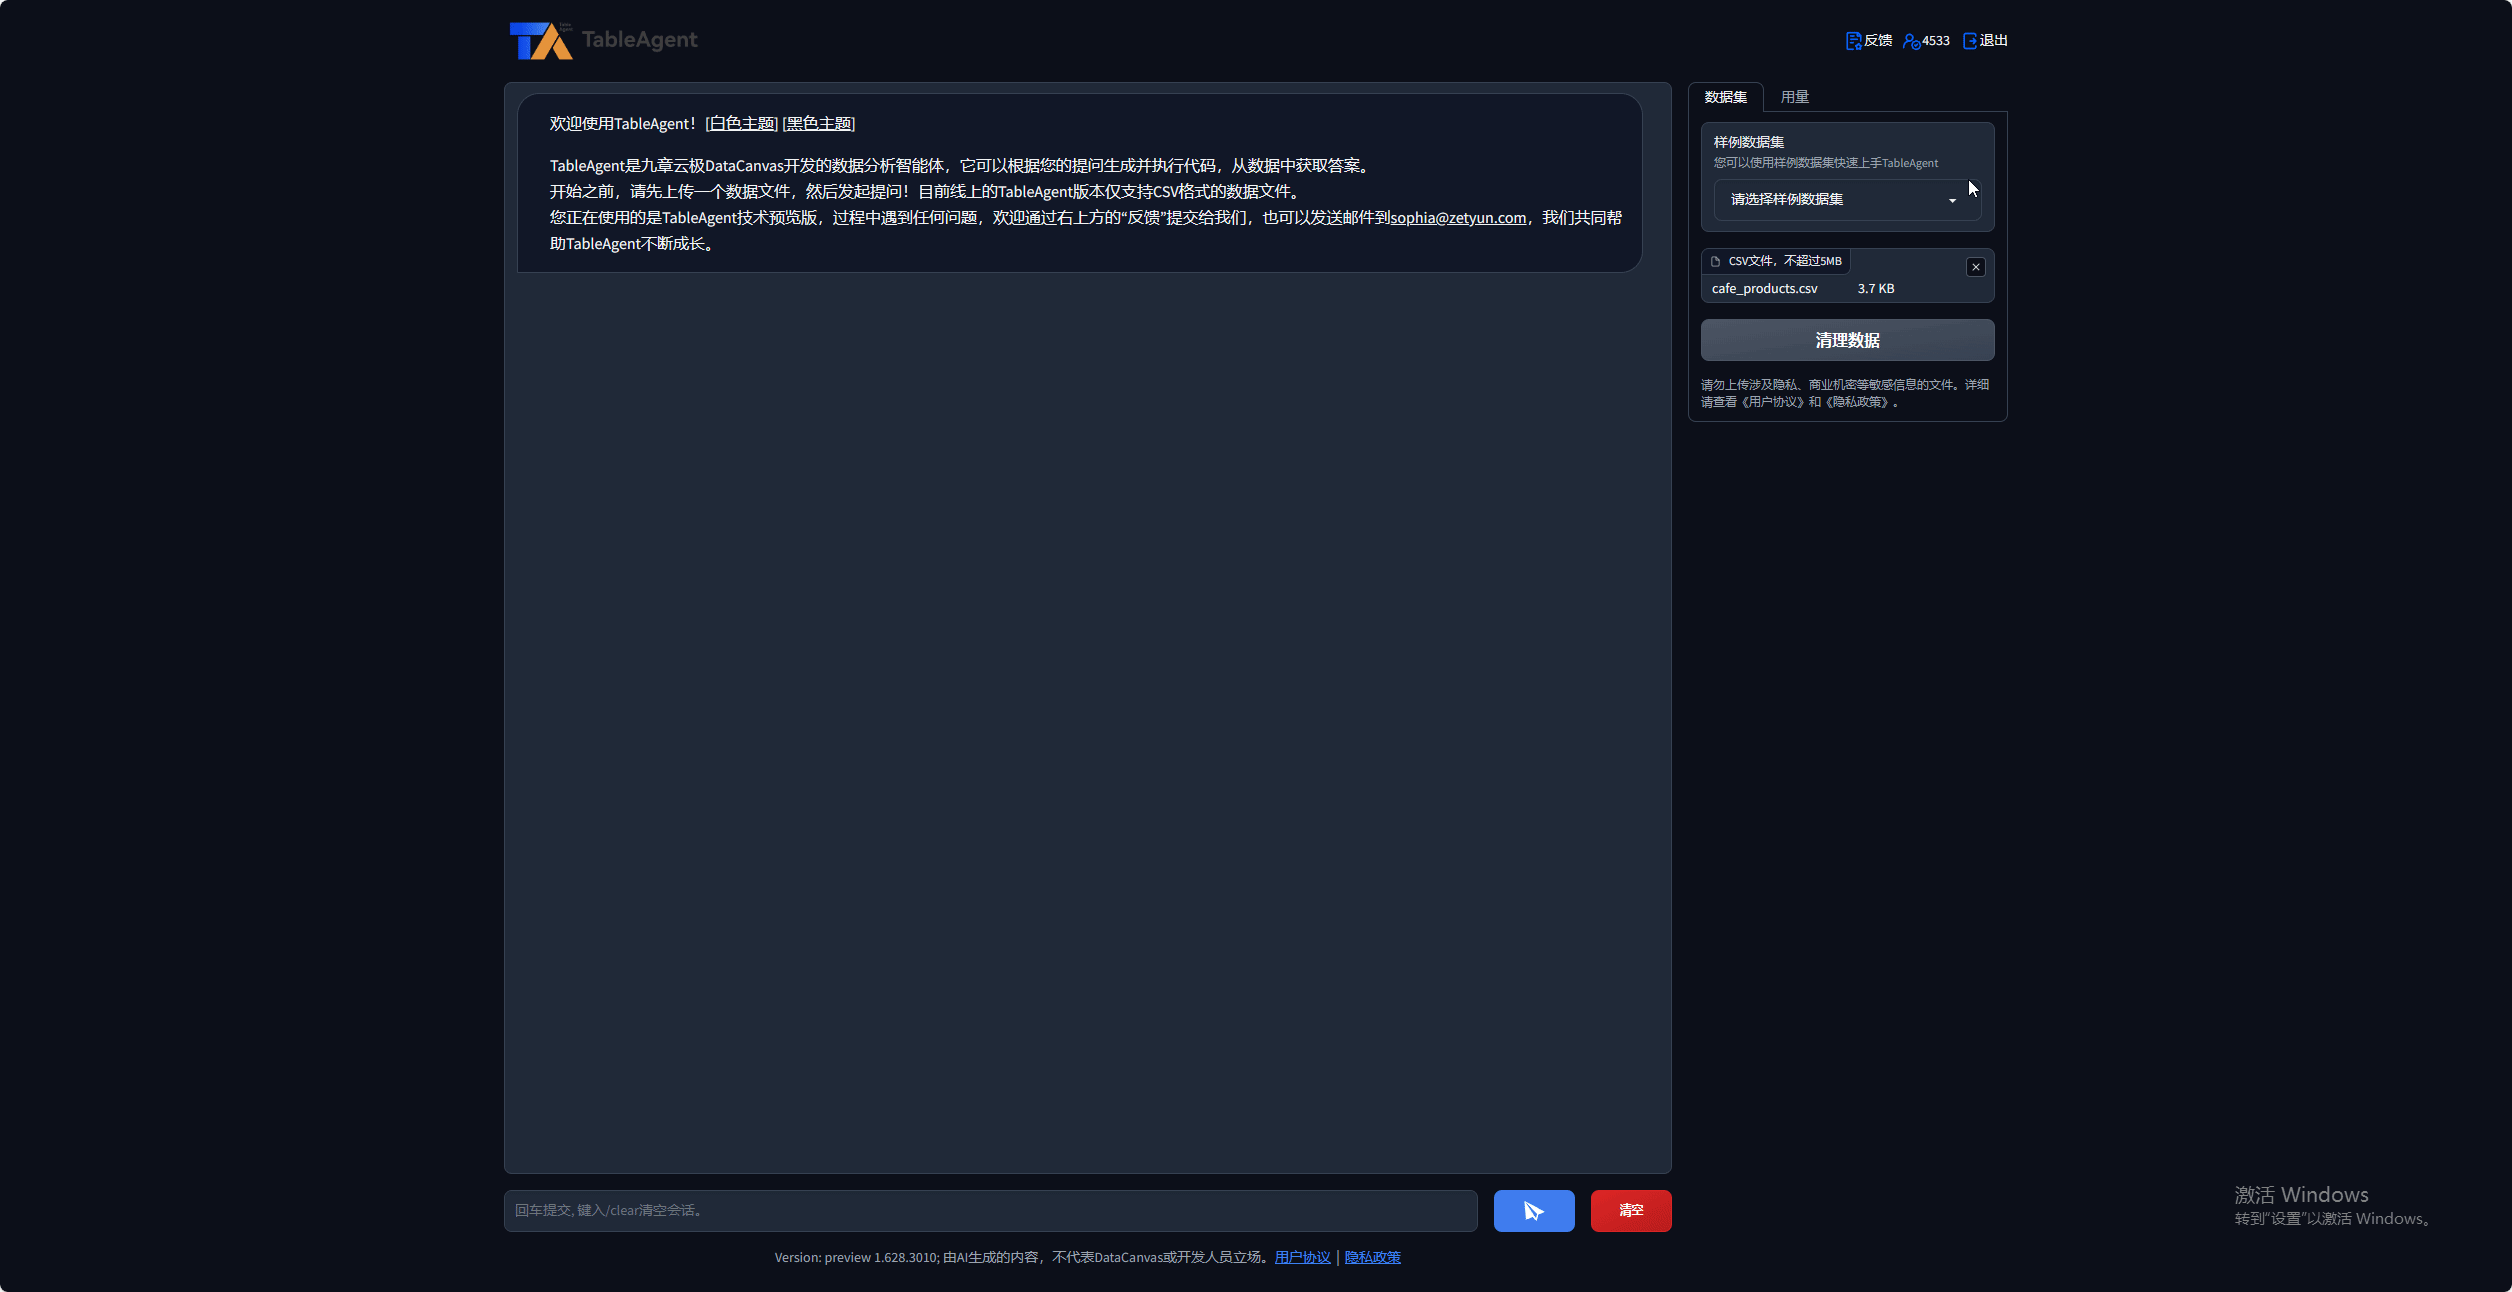 TableAgent
反馈 4533 退出
欢迎使用TableAgent！[白色主题] [黑色主题]
TableAgent是九章云极DataCanvas开发的数据分析智能体，它可以根据您的提问生成并执行代码，从数据中获取答案。
开始之前，请先上传一个数据文件，然后发起提问！目前线上的TableAgent版本仅支持CSV格式的数据文件。
您正在使用的是TableAgent技术预览版，过程中遇到任何问题，欢迎通过右上方的“反馈”提交给我们，也可以发送邮件到sophia@zetyun.com，我们共同帮
助TableAgent不断成长。
数据集 用量
样例数据集
您可以使用样例数据集快速上手TableAgent
请选择样例数据集
CSV文件，不超过5MB
cafe_products.csv 3.7 KB
清理数据
请勿上传涉及隐私、商业机密等敏感信息的文件。详细
请查看《用户协议》和《隐私政策》。
回车提交, 键入/clear清空会话。
清空
Version: preview 1.628.3010; 由AI生成的内容，不代表DataCanvas或开发人员立场。用户协议 | 隐私政策
激活 Windows
转到“设置”以激活 Windows。